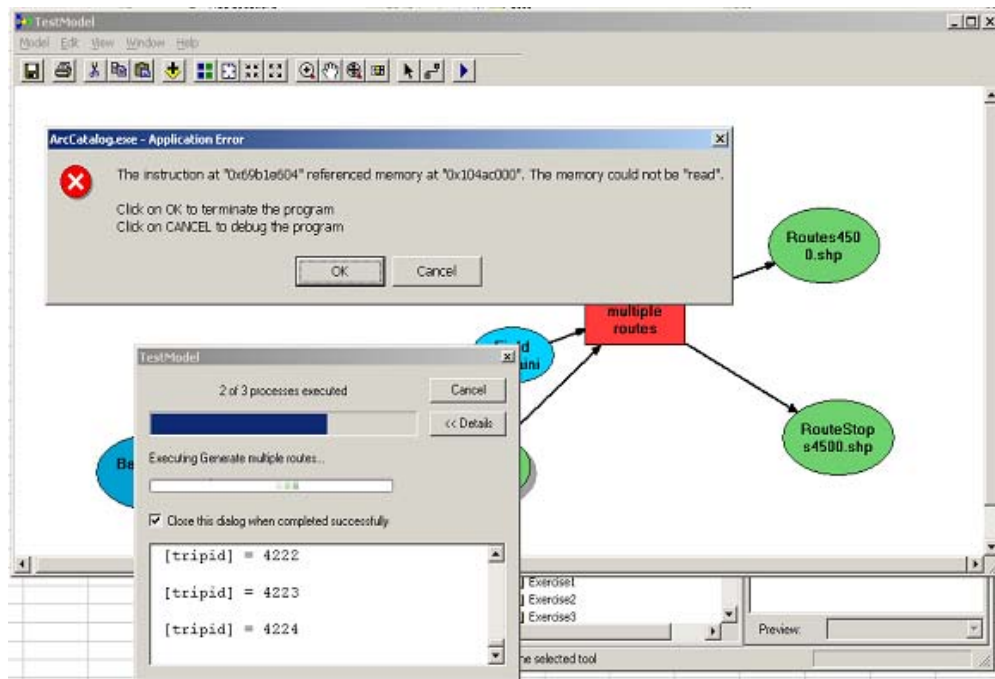 TestModel
Model Edit View Window Help
ArcCatalog.exe - Application Error
The instruction at "0x69b1e604" referenced memory at "0x104ac000". The memory could not be "read".
Click on OK to terminate the program
Click on CANCEL to debug the program
OK Cancel
Routes450
0.shp
multiple
routes
RouteStop
s4500.shp
TestModel
2 of 3 processes executed
Cancel
<< Details
Executing Generate multiple routes...
Close this dialog when completed successfully
[tripid] = 4222
[tripid] = 4223
[tripid] = 4224
Exercise1
Exercise2
Exercise3
Preview:
selected tool